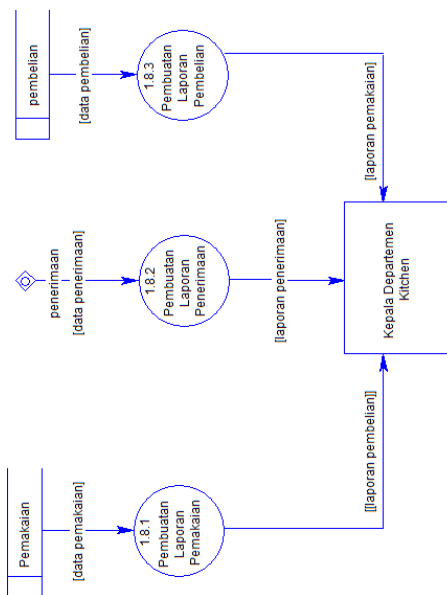 Pemakaian
[data pemakaian]
1.8.1
Pembuatan
Laporan
Pemakaian
[[laporan pembelian]]
penerimaan
[data penerimaan]
1.8.2
Pembuatan
Laporan
Penerimaan
[laporan penerimaan]
pembelian
[data pembelian]
1.8.3
Pembuatan
Laporan
Pembelian
[laporan pemakaian]
Kepala Departemen
Kitchen